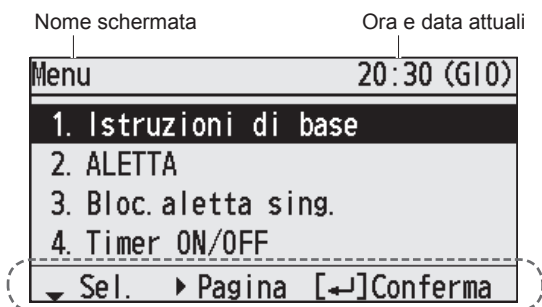 Nome schermata Ora e data attuali
Menu 20:30 (GIO)
1. Istruzioni di base
2. ALETTA
3. Bloc.aletta sing.
4. Timer ON/OFF
Sel. Pagina [↵]Conferma